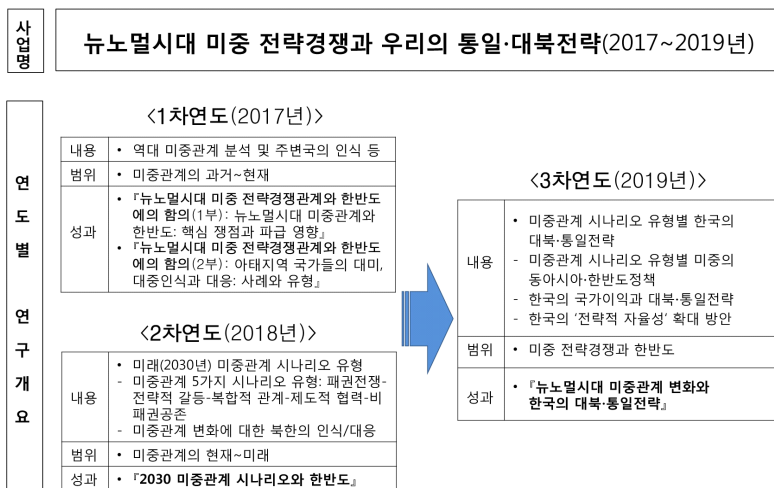 사업명
뉴노멀시대 미중 전략경쟁과 우리의 통일·대북전략(2017~2019년)
연도별 연구개요
<1차연도(2017년)>
내용
• 역대 미중관계 분석 및 주변국의 인식 등
범위
• 미중관계의 과거~현재
성과
• 『뉴노멀시대 미중 전략경쟁관계와 한반도
에의 함의(1부): 뉴노멀시대 미중관계와
한반도: 핵심 쟁점과 파급 영향』
• 『뉴노멀시대 미중 전략경쟁관계와 한반도
에의 함의(2부): 아태지역 국가들의 대미,
대중인식과 대응: 사례와 유형』
<2차연도(2018년)>
내용
• 미래(2030년) 미중관계 시나리오 유형
- 미중관계 5가지 시나리오 유형: 패권전쟁-
전략적 갈등-복합적 관계-제도적 협력-비
패권공존
- 미중관계 변화에 대한 북한의 인식/대응
범위
• 미중관계의 현재~미래
성과
• 『2030 미중관계 시나리오와 한반도』
<3차연도(2019년)>
내용
• 미중관계 시나리오 유형별 한국의
대북·통일전략
- 미중관계 시나리오 유형별 미중의
동아시아·한반도정책
- 한국의 국가이익과 대북·통일전략
- 한국의 '전략적 자율성' 확대 방안
범위
• 미중 전략경쟁과 한반도
성과
• 『뉴노멀시대 미중관계 변화와
한국의 대북·통일전략』